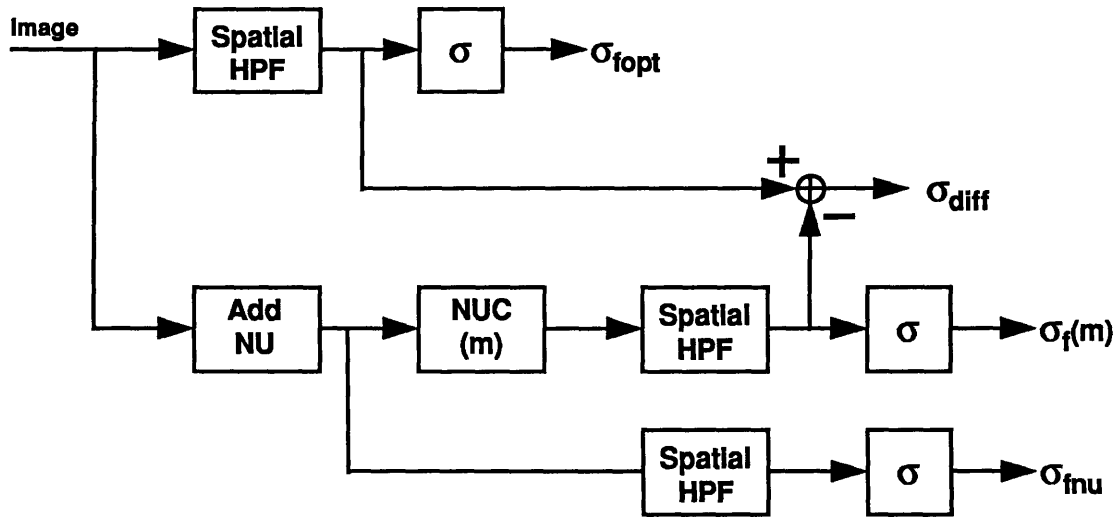 Image
Spatial
HPF
σ
σfopt
+
σdiff
−
Add
NU
NUC
(m)
Spatial
HPF
σ
σf(m)
Spatial
HPF
σ
σfnu